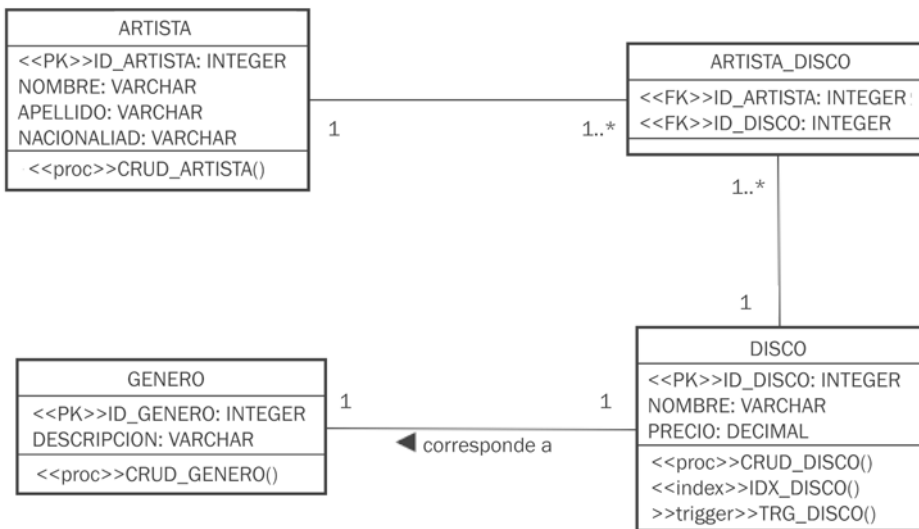 ARTISTA
<<PK>>ID_ARTISTA: INTEGER
NOMBRE: VARCHAR
APELLIDO: VARCHAR
NACIONALIAD: VARCHAR
<<proc>>CRUD_ARTISTA()
1
1..*
ARTISTA_DISCO
<<FK>>ID_ARTISTA: INTEGER
<<FK>>ID_DISCO: INTEGER
1..*
1
DISCO
<<PK>>ID_DISCO: INTEGER
NOMBRE: VARCHAR
PRECIO: DECIMAL
<<proc>>CRUD_DISCO()
<<index>>IDX_DISCO()
>>trigger>>TRG_DISCO()
1
1
corresponde a
GENERO
<<PK>>ID_GENERO: INTEGER
DESCRIPCION: VARCHAR
<<proc>>CRUD_GENERO()